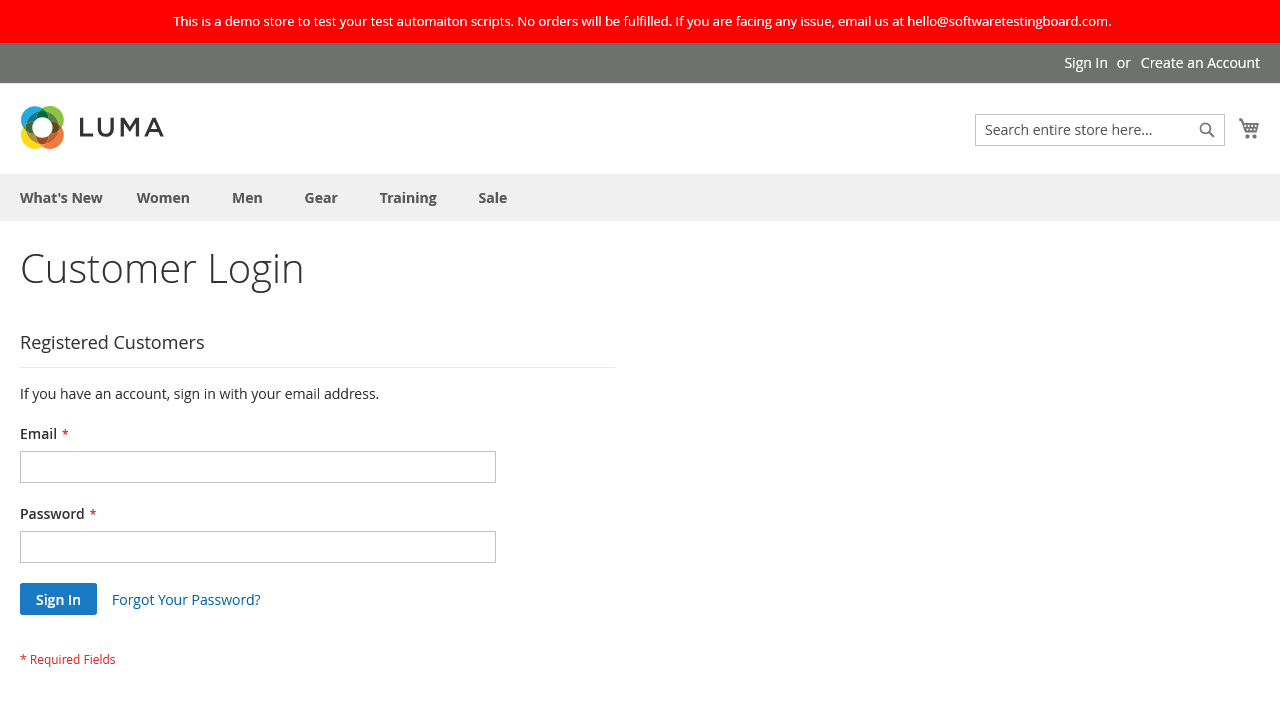 This is a demo store to test your test automaiton scripts. No orders will be fulfilled. If you are facing any issue, email us at hello@softwaretestingboard.com.
Sign In or Create an Account
LUMA
Search entire store here...
What's New Women Men Gear Training Sale
Customer Login
Registered Customers
If you have an account, sign in with your email address.
Email *
Password *
Sign In Forgot Your Password?
* Required Fields